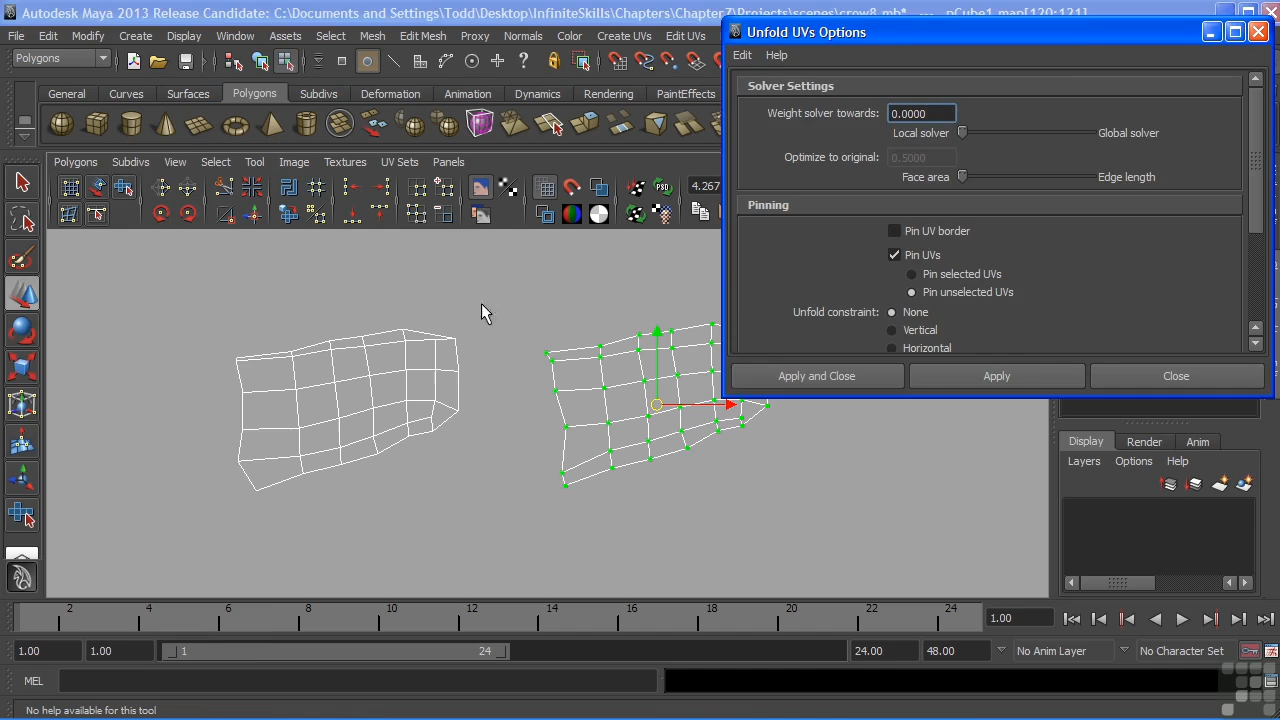 Autodesk Maya 2013 Release Candidate: C:\Documents and Settings\Todd\Desktop\InfiniteSkills\Chapters\Chapter7\Projects\scenes\crow8.mb* --- pCube1.map[120:121]...
File Edit Modify Create Display Window Assets Select Mesh Edit Mesh Proxy Normals Color Create UVs Edit UVs
Polygons
General Curves Surfaces Polygons Subdivs Deformation Animation Dynamics Rendering PaintEffects
Polygons Subdivs View Select Tool Image Textures UV Sets Panels
PSD 4.267
Unfold UVs Options
Edit Help
Solver Settings
Weight solver towards: 0.0000
Local solver Global solver
Optimize to original: 0.5000
Face area Edge length
Pinning
Pin UV border
Pin UVs
Pin selected UVs
Pin unselected UVs
Unfold constraint: None
Vertical
Horizontal
Apply and Close Apply Close
Display Render Anim
Layers Options Help
2 4 6 8 10 12 14 16 18 20 22 24
1.00
1.00 1.00 1 24 24.00 48.00 No Anim Layer No Character Set
MEL
No help available for this tool